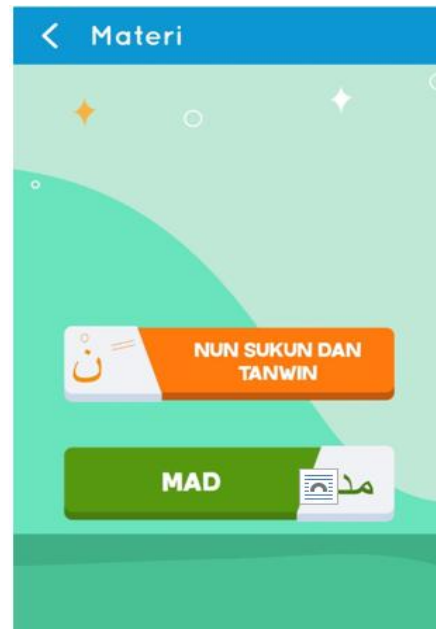 Materi
نْ
NUN SUKUN DAN
TANWIN
MAD
مد